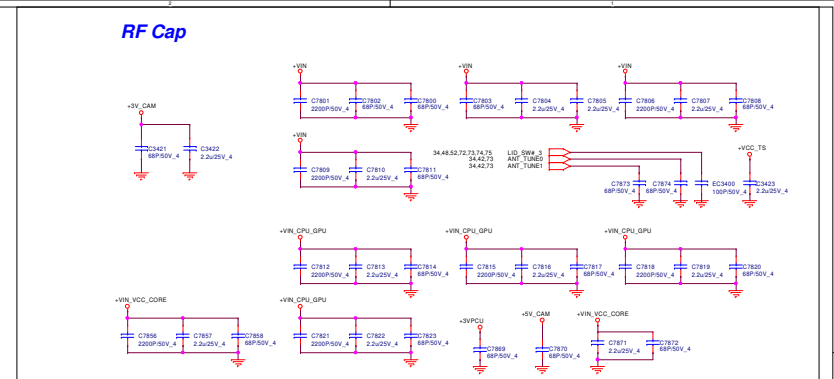 2
1
RF Cap
+VIN
+VIN
+VIN
+3V_CAM
C7801
2200P/50V_4
C7802
68P/50V_4
C7800
68P/50V_4
C7803
68P/50V_4
C7804
2.2u/25V_4
C7805
2.2u/25V_4
C7806
2200P/50V_4
C7807
2.2u/25V_4
C7808
68P/50V_4
C3421
68P/50V_4
C3422
2.2u/25V_4
+VIN
C7809
2200P/50V_4
C7810
2.2u/25V_4
C7811
68P/50V_4
34,48,52,72,73,74,75 LID_SW#_3
34,42,73 ANT_TUNE0
34,42,73 ANT_TUNE1
+VCC_TS
C7873
68P/50V_4
C7874
68P/50V_4
EC3400
100P/50V_4
C3423
2.2u/25V_4
+VIN_CPU_GPU
+VIN_CPU_GPU
+VIN_CPU_GPU
C7812
2200P/50V_4
C7813
2.2u/25V_4
C7814
68P/50V_4
C7815
2200P/50V_4
C7816
2.2u/25V_4
C7817
68P/50V_4
C7818
2200P/50V_4
C7819
2.2u/25V_4
C7820
68P/50V_4
+VIN_VCC_CORE
+VIN_CPU_GPU
+3VPCU
+5V_CAM
+VIN_VCC_CORE
C7856
2200P/50V_4
C7857
2.2u/25V_4
C7858
68P/50V_4
C7821
2200P/50V_4
C7822
2.2u/25V_4
C7823
68P/50V_4
C7869
68P/50V_4
C7870
68P/50V_4
C7871
2.2u/25V_4
C7872
68P/50V_4